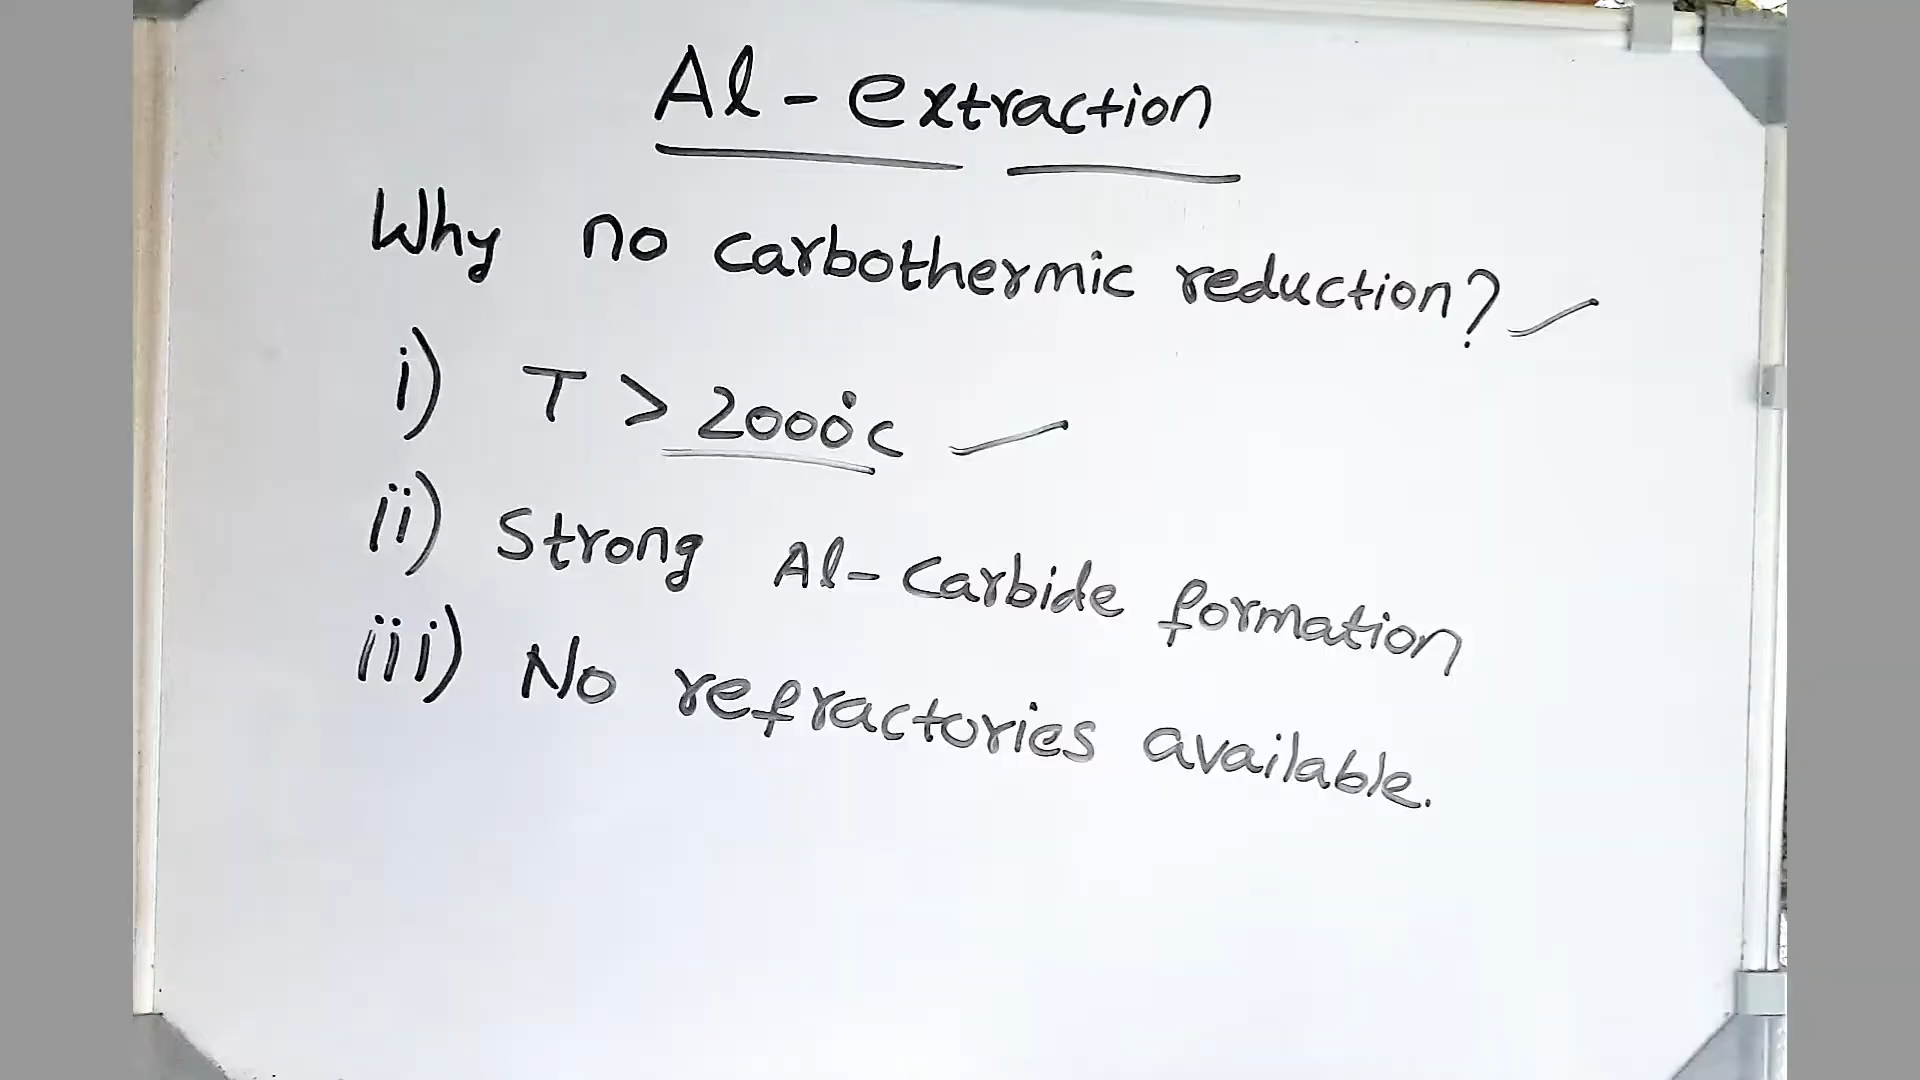 Al - extraction
Why no carbothermic reduction?
i) T > 2000°c
ii) Strong Al- Carbide formation
iii) No refractories available.